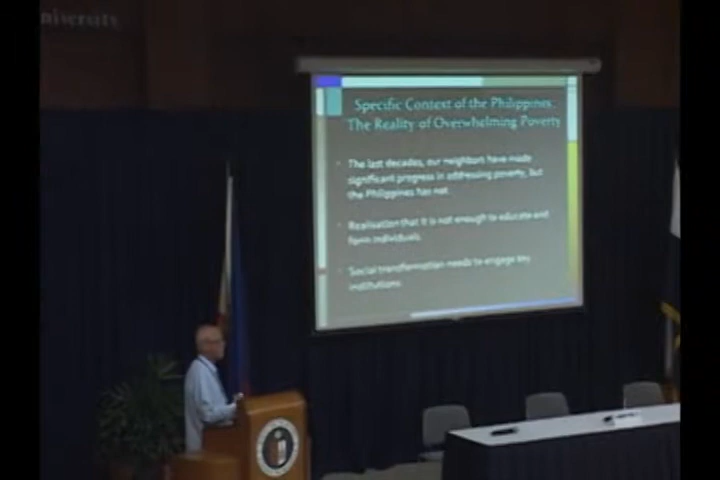 University
Specific Context of the Philippines:
The Reality of Overwhelming Poverty
The last decades, our neighbors have made
significant progress in addressing poverty, but
the Philippines has not.
Realisation that it is not enough to educate and
form individuals.
Social transformation needs to engage key
institutions